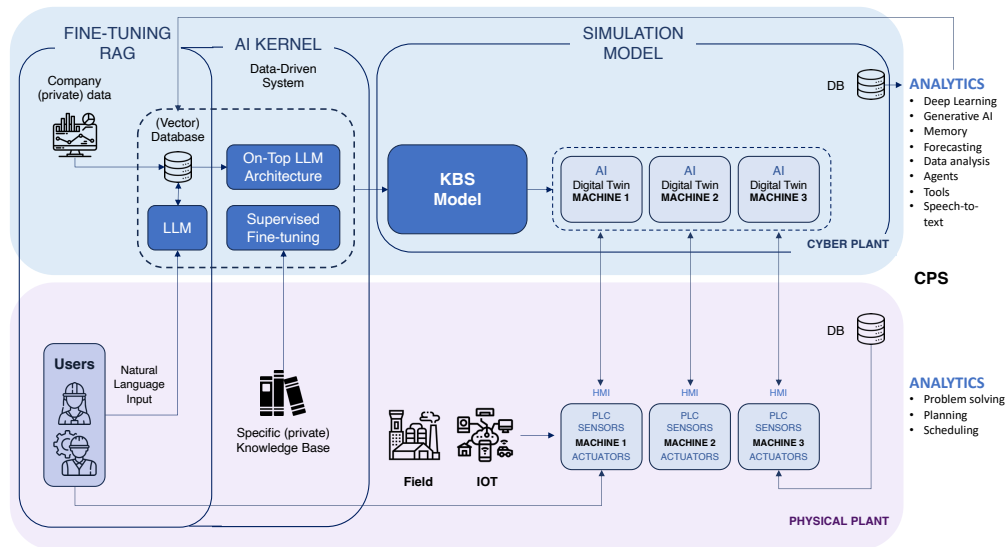 FINE-TUNING
RAG
AI KERNEL
Data-Driven
System
SIMULATION
MODEL
Company
(private) data
(Vector)
Database
On-Top LLM
Architecture
LLM
Supervised
Fine-tuning
KBS
Model
AI
Digital Twin
MACHINE 1
AI
Digital Twin
MACHINE 2
AI
Digital Twin
MACHINE 3
DB
CYBER PLANT
ANALYTICS
• Deep Learning
• Generative AI
• Memory
• Forecasting
• Data analysis
• Agents
• Tools
• Speech-to-
text
CPS
Users
Natural
Language
Input
Specific (private)
Knowledge Base
Field
IOT
HMI
PLC
SENSORS
MACHINE 1
ACTUATORS
HMI
PLC
SENSORS
MACHINE 2
ACTUATORS
HMI
PLC
SENSORS
MACHINE 3
ACTUATORS
DB
PHYSICAL PLANT
ANALYTICS
• Problem solving
• Planning
• Scheduling